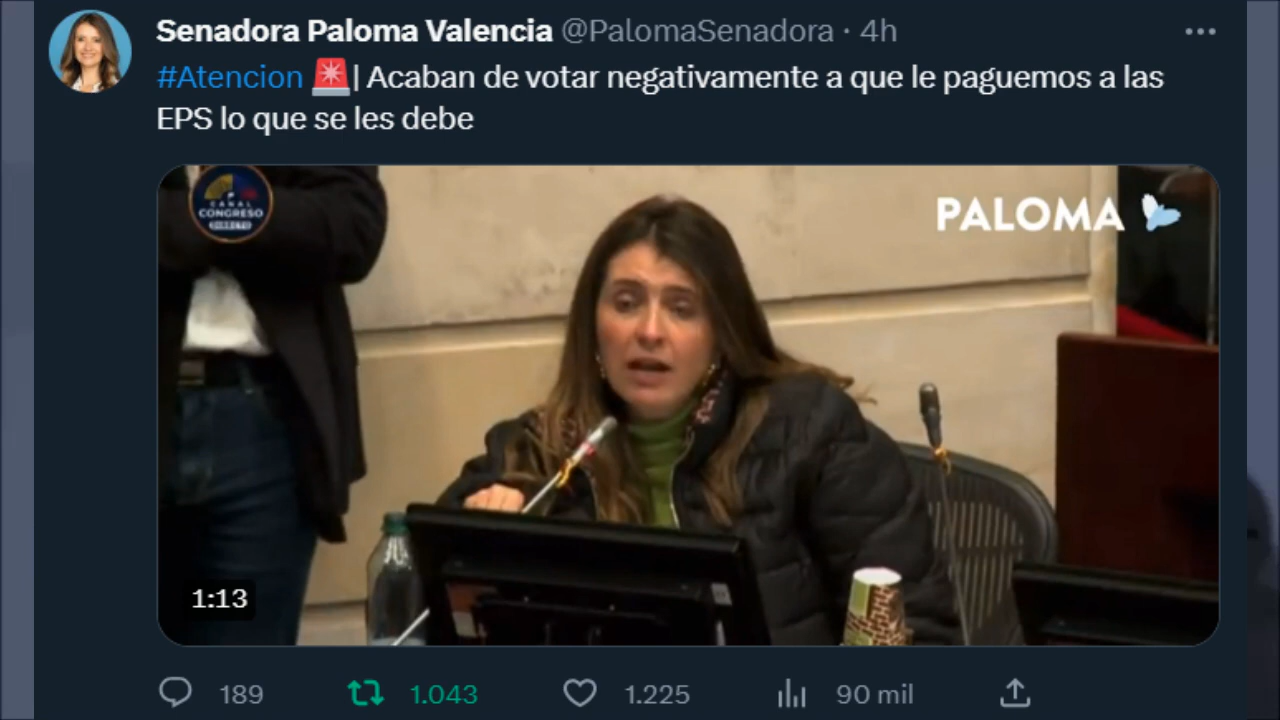 Senadora Paloma Valencia @PalomaSenadora · 4h
#Atencion 🚨| Acaban de votar negativamente a que le paguemos a las
EPS lo que se les debe
CANAL
CONGRESO
DIRECTO
PALOMA
1:13
189 1.043 1.225 90 mil